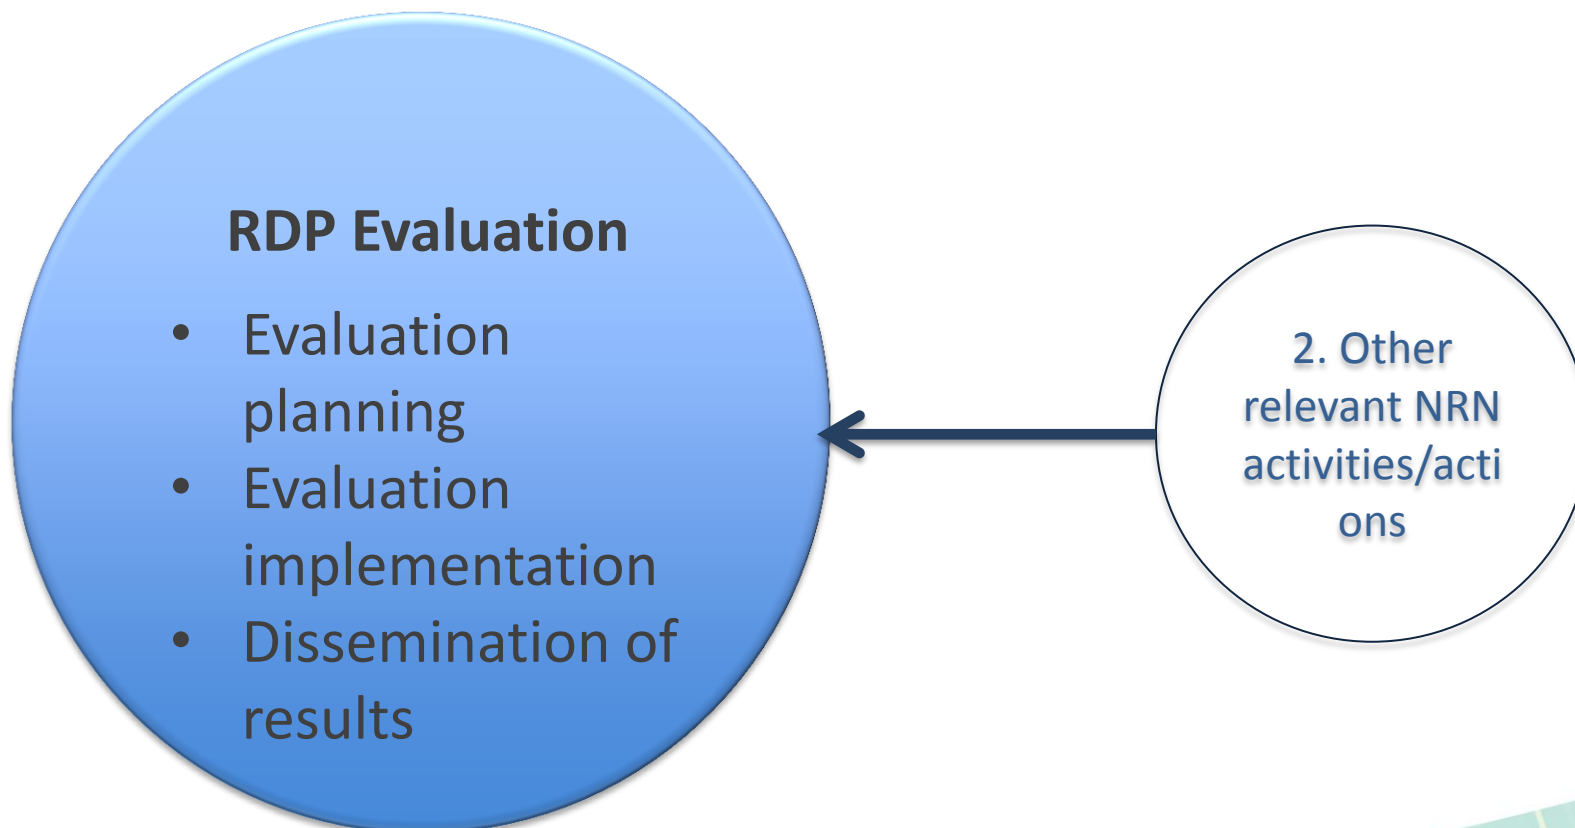 RDP Evaluation
• Evaluation
planning
• Evaluation
implementation
• Dissemination of
results
2. Other
relevant NRN
activities/acti
ons